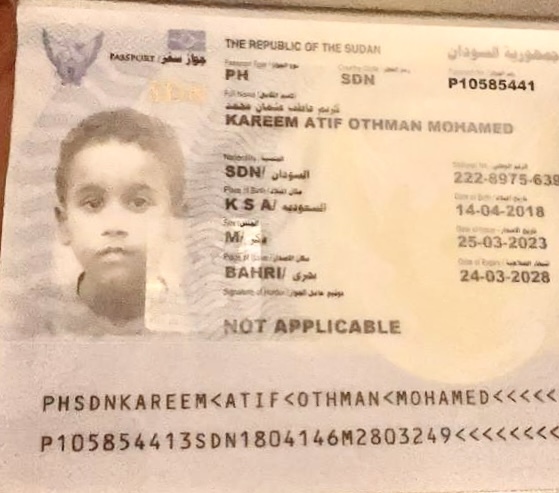 THE REPUBLIC OF THE SUDAN جمهورية السودان
PASSPORT / جواز سفر
PH SDN P10585441
كريم عاطف عثمان محمد
KAREEM ATIF OTHMAN MOHAMED
Nationality
SDN/ السودان 222-8975-639
K S A/ السعوديه 14-04-2018
M/ ذكر 25-03-2023
BAHRI/ بحري 24-03-2028
NOT APPLICABLE
PHSDNKAREEM<ATIF<OTHMAN<MOHAMED<<<<<
P105854413SDN1804146M2803249<<<<<<<<